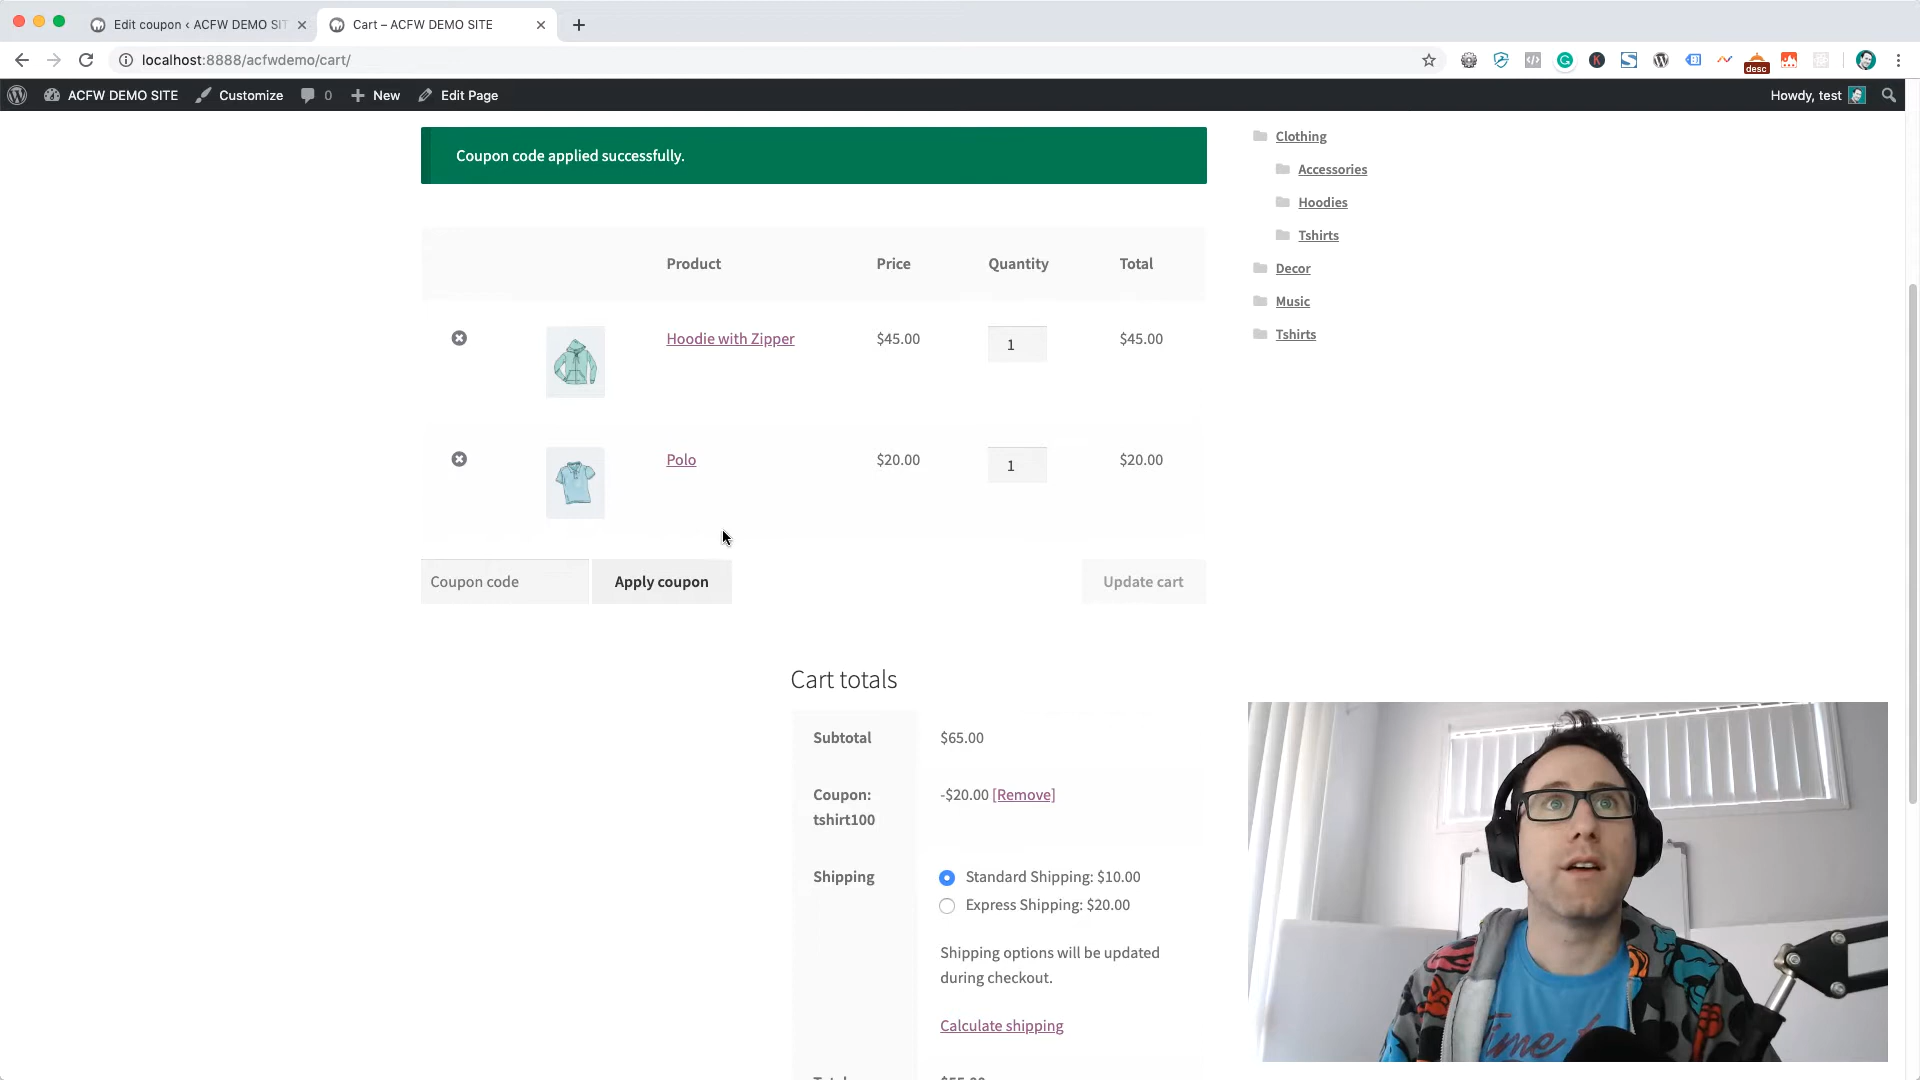 Edit coupon ‹ ACFW DEMO SIT
Cart – ACFW DEMO SITE
localhost:8888/acfwdemo/cart/
desc
ACFW DEMO SITE
Customize
0
New
Edit Page
Howdy, test
Coupon code applied successfully.
Clothing
Accessories
Hoodies
Tshirts
Decor
Music
Tshirts
Product Price Quantity Total
Hoodie with Zipper $45.00 1 $45.00
Polo $20.00 1 $20.00
Coupon code
Apply coupon
Update cart
Cart totals
Subtotal $65.00
Coupon: tshirt100 -$20.00 [Remove]
Shipping
Standard Shipping: $10.00
Express Shipping: $20.00
Shipping options will be updated
during checkout.
Calculate shipping